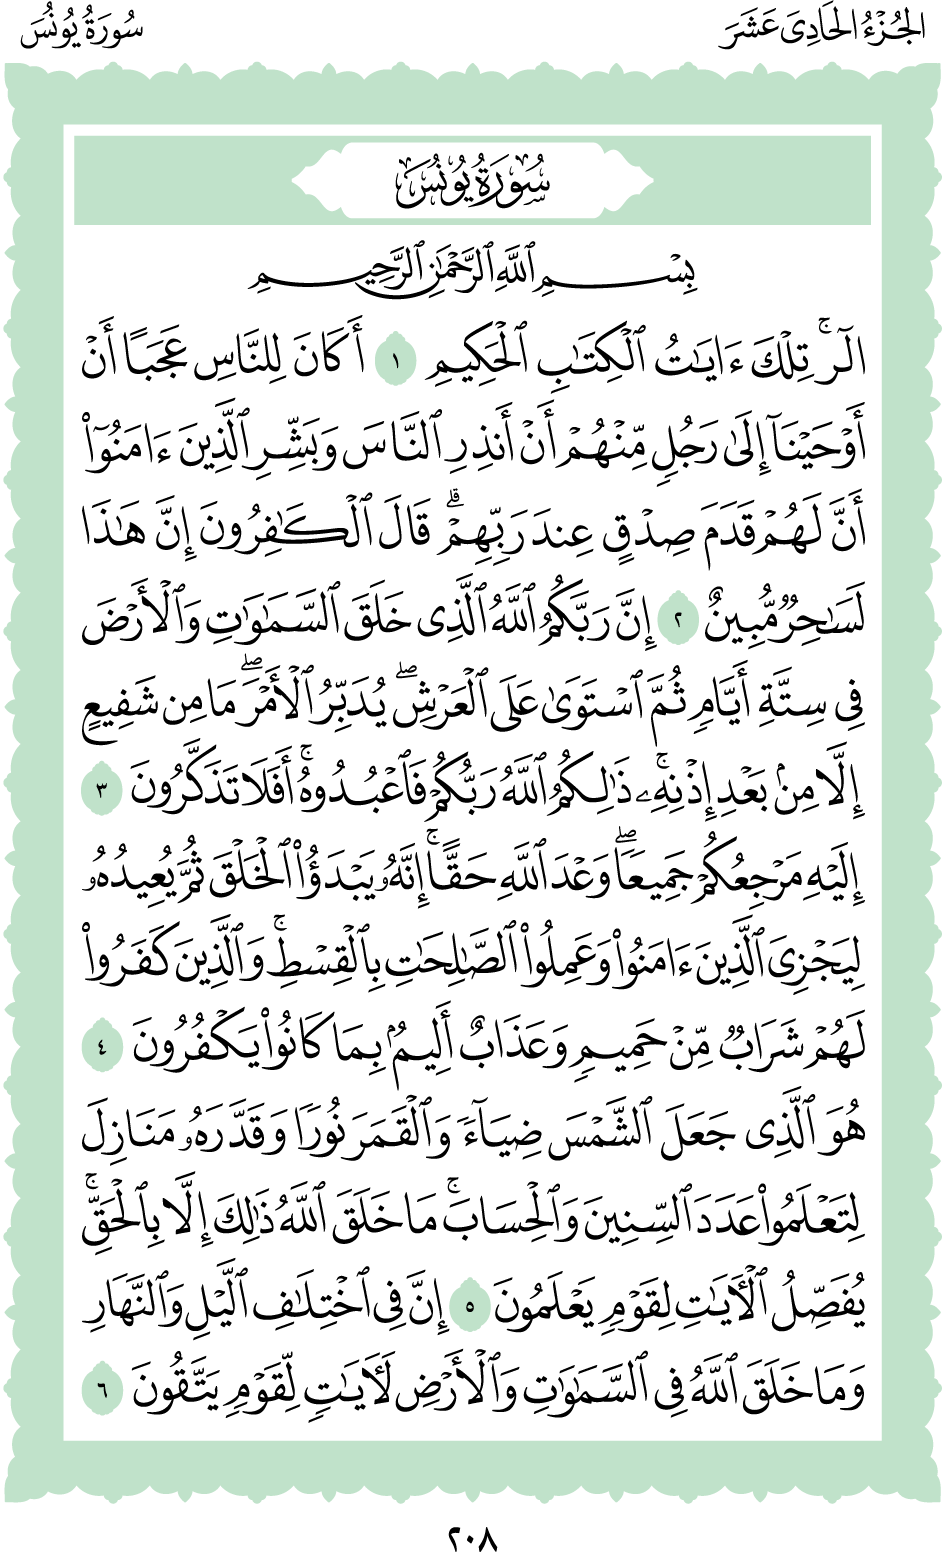 الجُزْءُ الحَادِىَ عَشَرَ
سُورَةُ يُونُسَ
سُورَةُ يُونُسَ
بِسْمِ ٱللَّهِ ٱلرَّحْمَٰنِ ٱلرَّحِيمِ
الٓرۚ تِلْكَ ءَايَٰتُ ٱلْكِتَٰبِ ٱلْحَكِيمِ ١ أَكَانَ لِلنَّاسِ عَجَبًا أَنْ
أَوْحَيْنَآ إِلَىٰ رَجُلٍ مِّنْهُمْ أَنْ أَنذِرِ ٱلنَّاسَ وَبَشِّرِ ٱلَّذِينَ ءَامَنُوٓا۟
أَنَّ لَهُمْ قَدَمَ صِدْقٍ عِندَ رَبِّهِمْۗ قَالَ ٱلْكَٰفِرُونَ إِنَّ هَٰذَا
لَسَٰحِرٌ مُّبِينٌ ٢ إِنَّ رَبَّكُمُ ٱللَّهُ ٱلَّذِى خَلَقَ ٱلسَّمَٰوَٰتِ وَٱلْأَرْضَ
فِى سِتَّةِ أَيَّامٍ ثُمَّ ٱسْتَوَىٰ عَلَى ٱلْعَرْشِۖ يُدَبِّرُ ٱلْأَمْرَۖ مَا مِن شَفِيعٍ
إِلَّا مِنۢ بَعْدِ إِذْنِهِۦۚ ذَٰلِكُمُ ٱللَّهُ رَبُّكُمْ فَٱعْبُدُوهُۚ أَفَلَا تَذَكَّرُونَ ٣
إِلَيْهِ مَرْجِعُكُمْ جَمِيعًاۖ وَعْدَ ٱللَّهِ حَقًّاۚ إِنَّهُۥ يَبْدَؤُا۟ ٱلْخَلْقَ ثُمَّ يُعِيدُهُۥ
لِيَجْزِىَ ٱلَّذِينَ ءَامَنُوا۟ وَعَمِلُوا۟ ٱلصَّٰلِحَٰتِ بِٱلْقِسْطِۚ وَٱلَّذِينَ كَفَرُوا۟
لَهُمْ شَرَابٌ مِّنْ حَمِيمٍ وَعَذَابٌ أَلِيمٌۢ بِمَا كَانُوا۟ يَكْفُرُونَ ٤
هُوَ ٱلَّذِى جَعَلَ ٱلشَّمْسَ ضِيَآءً وَٱلْقَمَرَ نُورًا وَقَدَّرَهُۥ مَنَازِلَ
لِتَعْلَمُوا۟ عَدَدَ ٱلسِّنِينَ وَٱلْحِسَابَۚ مَا خَلَقَ ٱللَّهُ ذَٰلِكَ إِلَّا بِٱلْحَقِّۚ
يُفَصِّلُ ٱلْءَايَٰتِ لِقَوْمٍ يَعْلَمُونَ ٥ إِنَّ فِى ٱخْتِلَٰفِ ٱلَّيْلِ وَٱلنَّهَارِ
وَمَا خَلَقَ ٱللَّهُ فِى ٱلسَّمَٰوَٰتِ وَٱلْأَرْضِ لَءَايَٰتٍ لِّقَوْمٍ يَتَّقُونَ ٦
٢٠٨